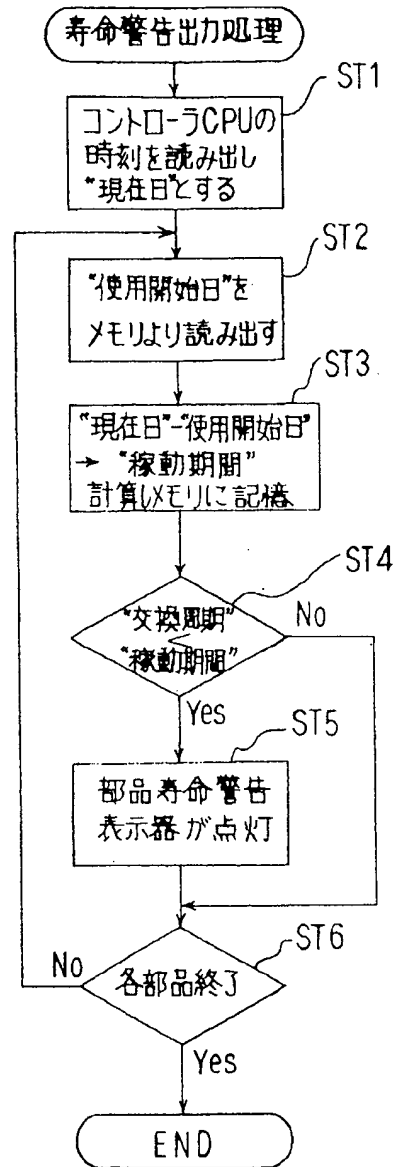 寿命警告出力処理
ST1
コントローラCPUの
時刻を読み出し
"現在日"とする
ST2
"使用開始日"を
メモリより読み出す
ST3
"現在日"-"使用開始日"
→ "稼動期間"
計算しメモリに記憶
ST4
"交換周期"
<
"稼動期間"
No
Yes
ST5
部品寿命警告
表示器が点灯
ST6
No
各部品終了
Yes
END